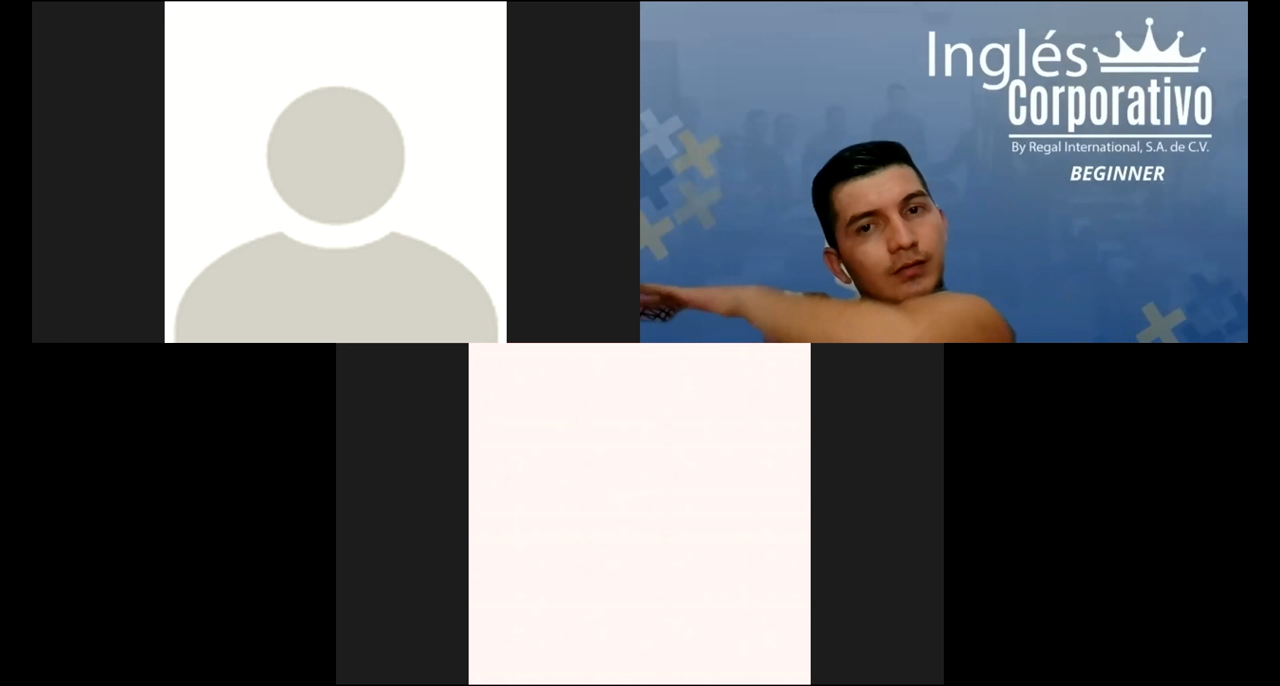 Inglés
Corporativo
By Regal International, S.A. de C.V.
BEGINNER